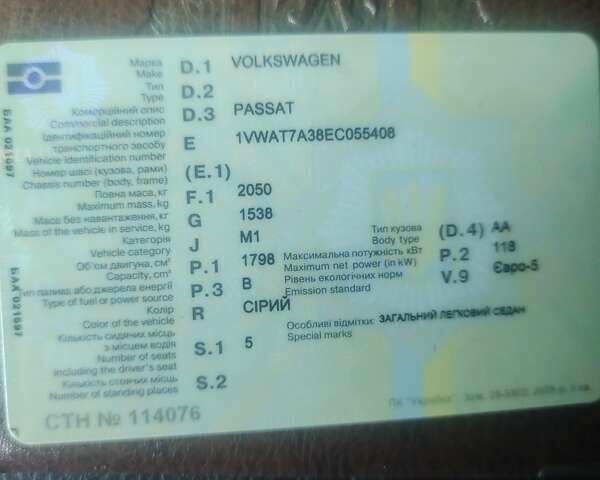 Марка D.1 VOLKSWAGEN
Make
Тип D.2
Type
Комерційний опис D.3 PASSAT
Commercial description
Ідентифікаційний номер
транспортного засобу E 1VWAT7A38EC055408
Vehicle identification number
Номер шасі (кузова, рами) (E.1)
Chassis number (body, frame)
Повна маса, кг F.1 2050
Maximum mass, kg
Маса без навантаження, кг G 1538
Mass of the vehicle in service, kg
Категорія J M1 Тип кузова (D.4) AA
Vehicle category Body type
Об'єм двигуна, см³ P.1 1798 Максимальна потужність кВт P.2 118
Capacity, cm³ Maximum net power (in kW)
Тип палива або джерела енергії P.3 B Рівень екологічних норм V.9 Євро-5
Type of fuel or power source Emission standard
Колір R СІРИЙ
Color of the vehicle
Кількість сидячих місць Особливі відмітки: ЗАГАЛЬНИЙ ЛЕГКОВИЙ СЕДАН
з місцем водія S.1 5 Special marks
Number of seats
including the driver's seat
Кількість стоячих місць S.2
Number of standing places
СТН № 114076
БАА 021697
БАА 021697
ПК "Україна"